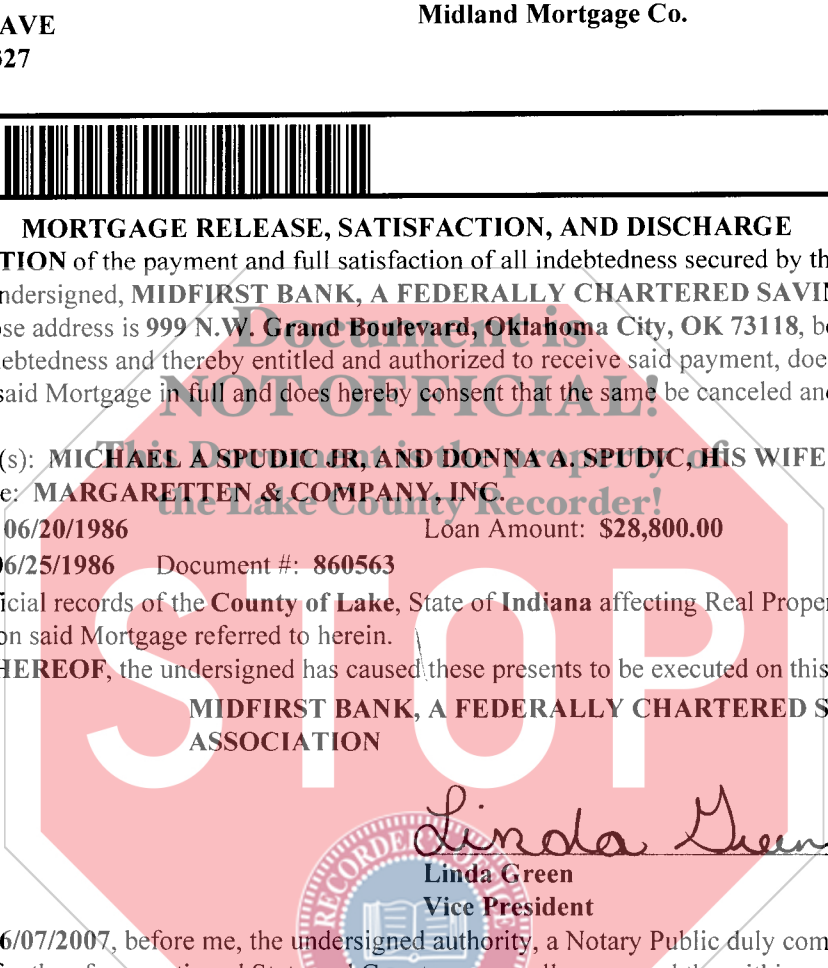 Midland Mortgage Co.
AVE
327
MORTGAGE RELEASE, SATISFACTION, AND DISCHARGE
TION of the payment and full satisfaction of all indebtedness secured by th
ndersigned, MIDFIRST BANK, A FEDERALLY CHARTERED SAVIN
ose address is 999 N.W. Grand Boulevard, Oklahoma City, OK 73118, be
ebtedness and thereby entitled and authorized to receive said payment, doe
said Mortgage in full and does hereby consent that the same be canceled and
Document is
NOT OFFICIAL!
This Document is the property of
the Lake County Recorder!
(s): MICHAEL A SPUDIC JR, AND DONNA A. SPUDIC, HIS WIFE
e: MARGARETTEN & COMPANY, INC.
06/20/1986 Loan Amount: $28,800.00
06/25/1986 Document #: 860563
icial records of the County of Lake, State of Indiana affecting Real Proper
on said Mortgage referred to herein.
HEREOF, the undersigned has caused these presents to be executed on this
STOP
MIDFIRST BANK, A FEDERALLY CHARTERED S
ASSOCIATION
Linda Green
Linda Green
Vice President
RECORDER'S OFFICE
6/07/2007, before me, the undersigned authority, a Notary Public duly com